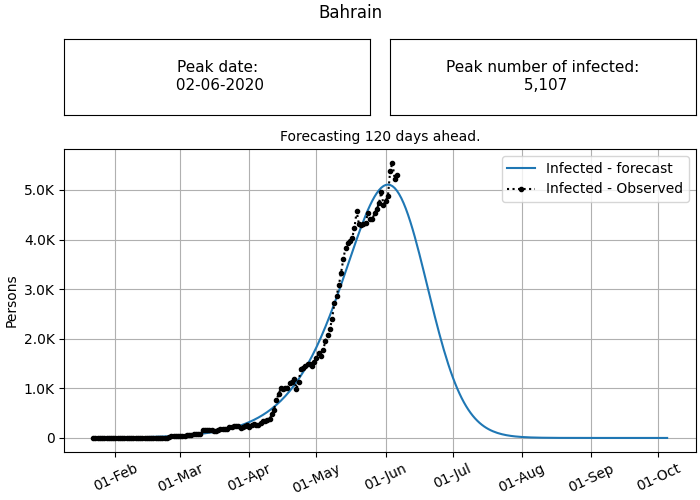 Bahrain
Peak date:
02-06-2020
Peak number of infected:
5,107
Forecasting 120 days ahead.
Infected - forecast
Infected - Observed
Persons
5.0K
4.0K
3.0K
2.0K
1.0K
0
01-Feb
01-Mar
01-Apr
01-May
01-Jun
01-Jul
01-Aug
01-Sep
01-Oct